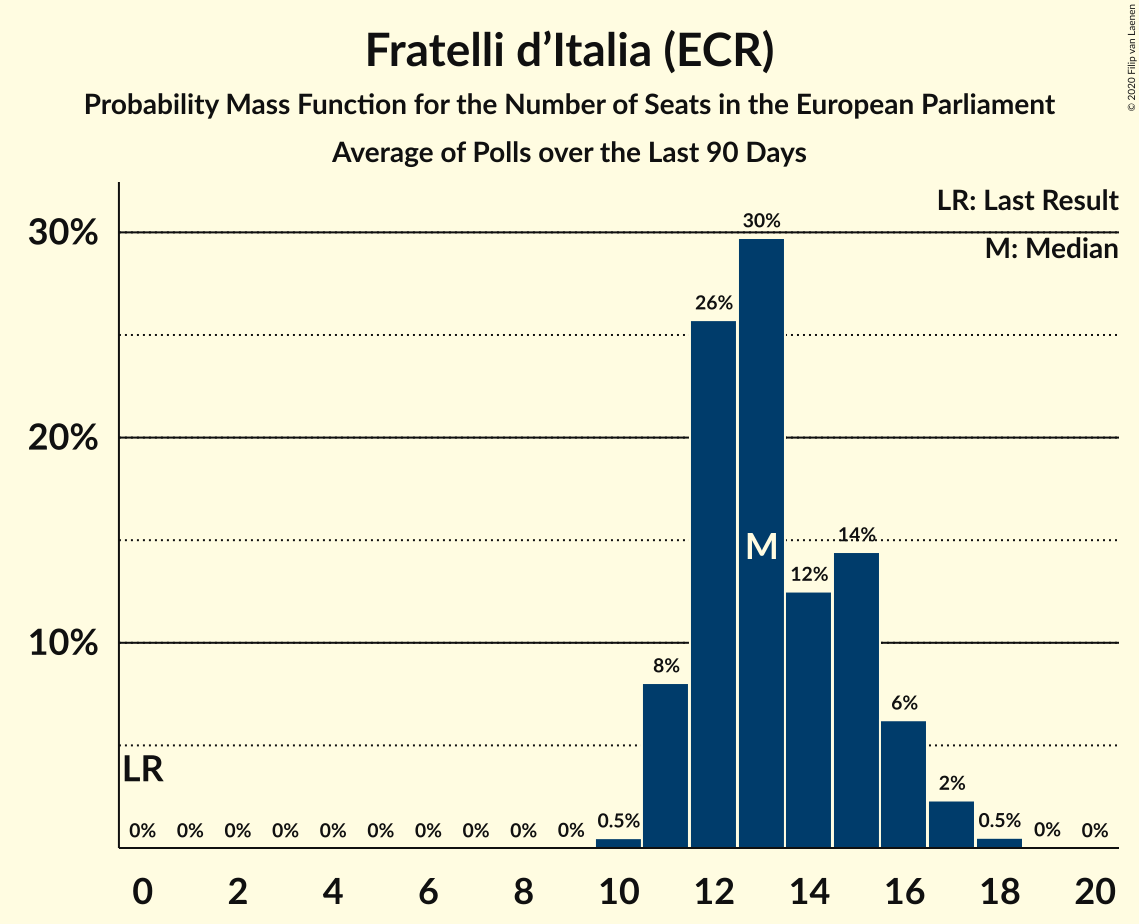 Fratelli d’Italia (ECR)
Probability Mass Function for the Number of Seats in the European Parliament
Average of Polls over the Last 90 Days
© 2020 Filip van Laenen
LR: Last Result
M: Median
30%
20%
10%
30%
26%
14%
12%
8%
6%
2%
M
LR
0% 0% 0% 0% 0% 0% 0% 0% 0% 0% 0.5% 0.5% 0% 0%
0 2 4 6 8 10 12 14 16 18 20